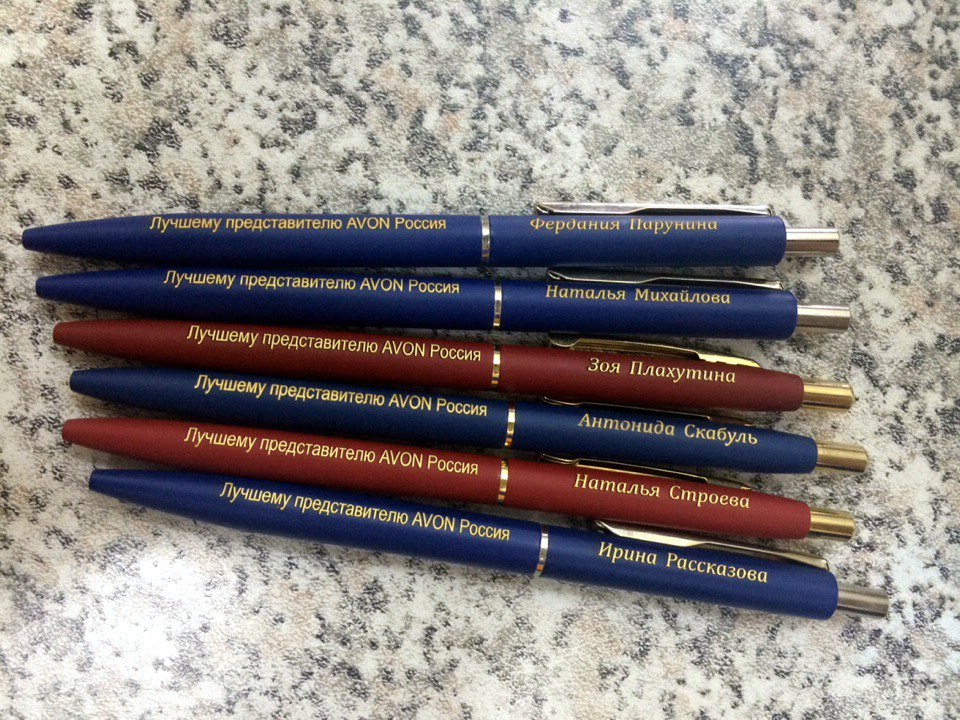 Лучшему представителю AVON Россия Фердания Парунина
Лучшему представителю AVON Россия Наталья Михайлова
Лучшему представителю AVON Россия Зоя Плахутина
Лучшему представителю AVON Россия Антонида Скабуль
Лучшему представителю AVON Россия Наталья Строева
Лучшему представителю AVON Россия Ирина Рассказова